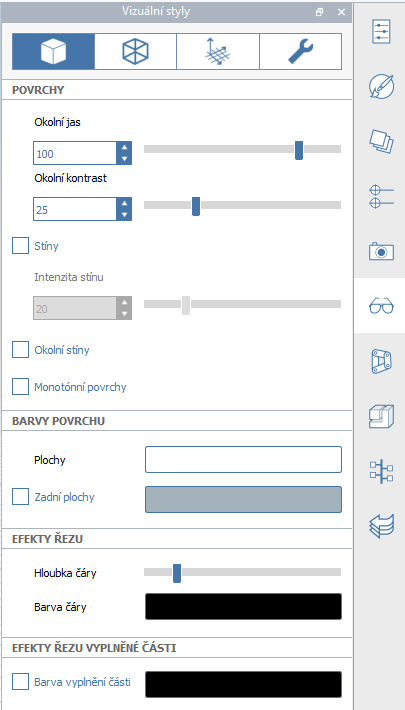 Vizuální styly
POVRCHY
Okolní jas
100
Okolní kontrast
25
Stíny
Intenzita stínu
20
Okolní stíny
Monotónní povrchy
BARVY POVRCHU
Plochy
Zadní plochy
EFEKTY ŘEZU
Hloubka čáry
Barva čáry
EFEKTY ŘEZU VYPLNĚNÉ ČÁSTI
Barva vyplnění části